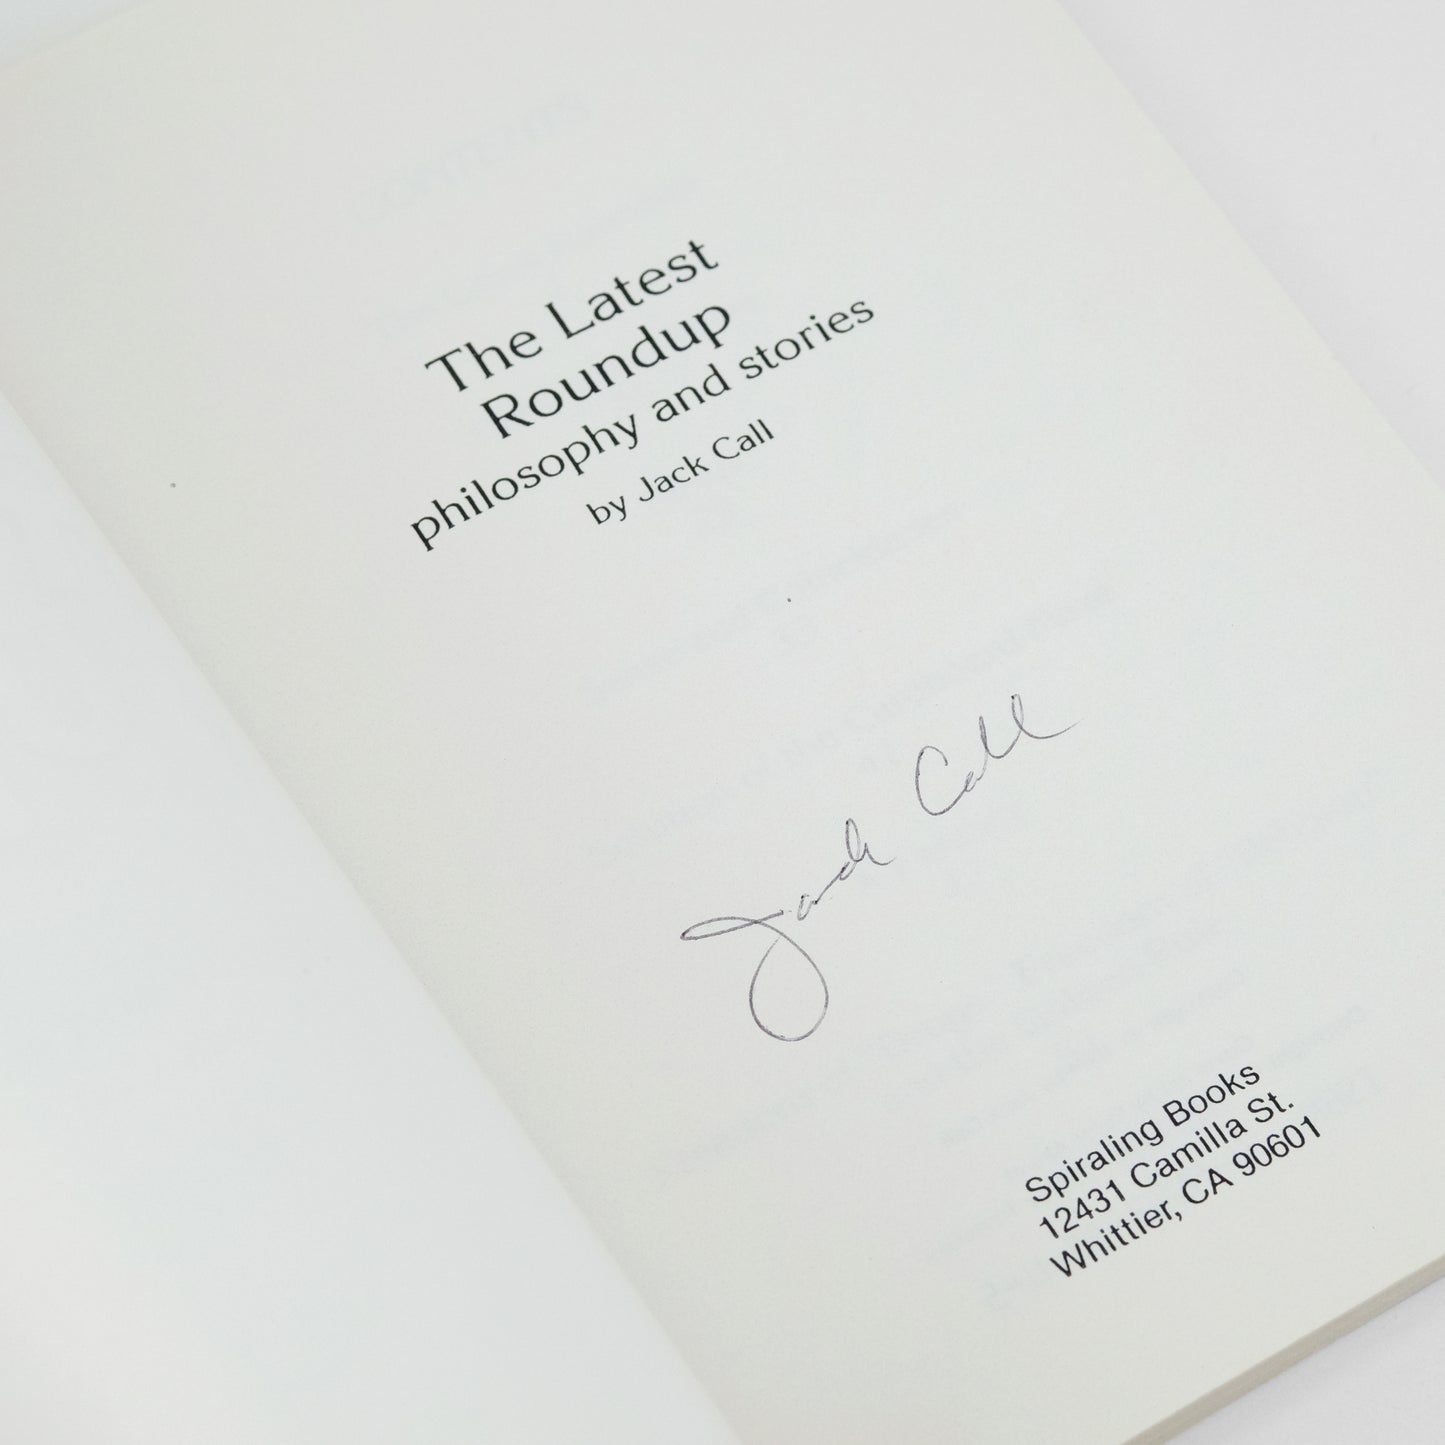 The Latest
Roundup
philosophy and stories
by Jack Call
Jack Call
Spiraling Books
12431 Camilla St.
Whittier, CA 90601